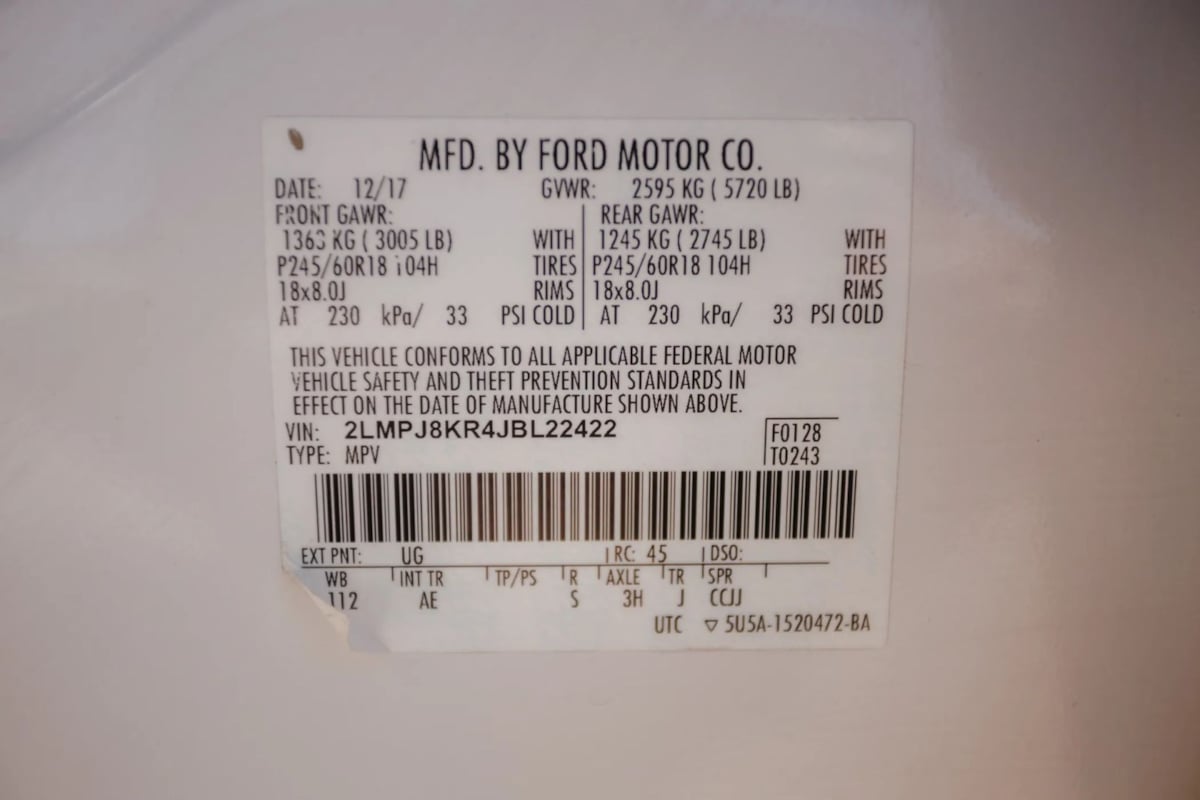 MFD. BY FORD MOTOR CO.
DATE: 12/17 GVWR: 2595 KG ( 5720 LB)
FRONT GAWR: REAR GAWR:
1363 KG ( 3005 LB) WITH 1245 KG ( 2745 LB) WITH
P245/60R18 104H TIRES P245/60R18 104H TIRES
18x8.0J RIMS 18x8.0J RIMS
AT 230 kPa/ 33 PSI COLD AT 230 kPa/ 33 PSI COLD
THIS VEHICLE CONFORMS TO ALL APPLICABLE FEDERAL MOTOR
VEHICLE SAFETY AND THEFT PREVENTION STANDARDS IN
EFFECT ON THE DATE OF MANUFACTURE SHOWN ABOVE.
VIN: 2LMPJ8KR4JBL22422 F0128
TYPE: MPV T0243
EXT PNT: UG RC: 45 DSO:
WB INT TR TP/PS R AXLE TR SPR
112 AE S 3H J CCJJ
UTC ▽ 5U5A-1520472-BA